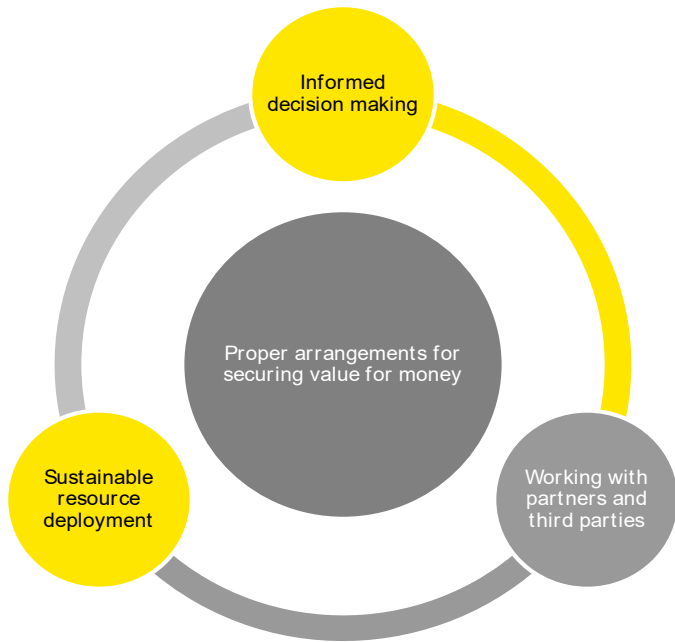 Informed
decision making
Proper arrangements for
securing value for money
Sustainable
resource
deployment
Working with
partners and
third parties